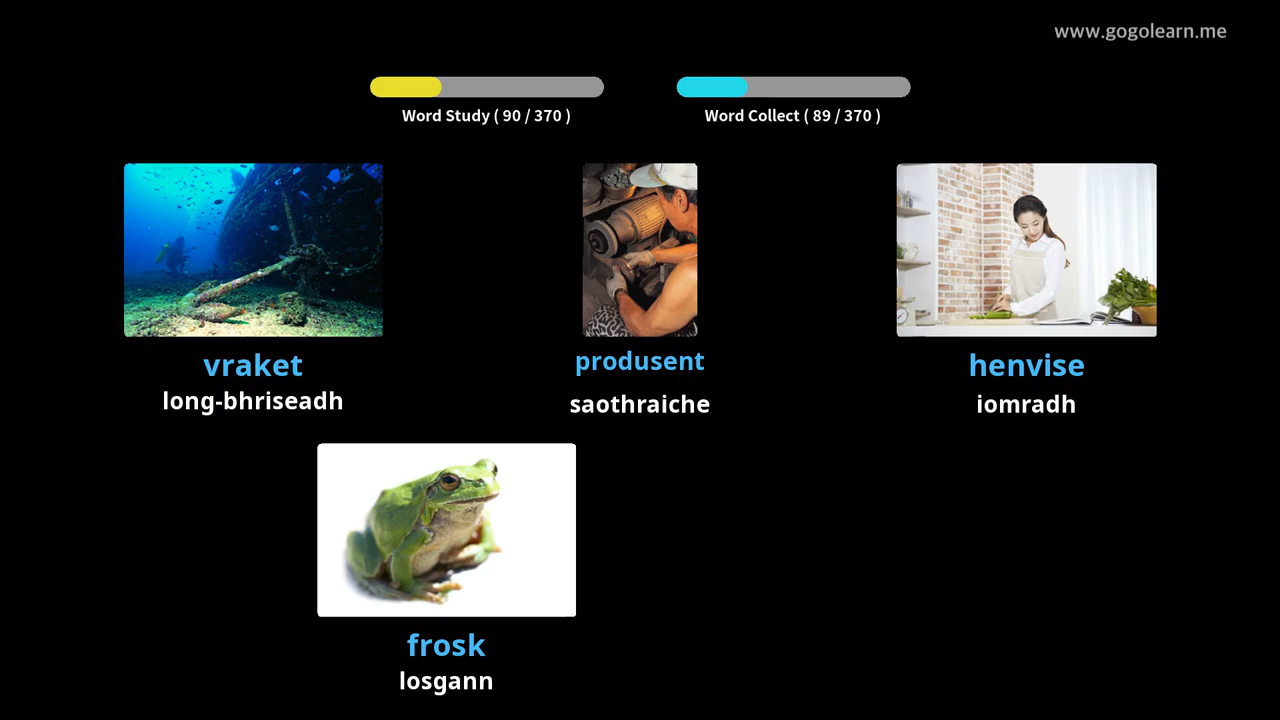 www.gogolearn.me
Word Study ( 90 / 370 )
Word Collect ( 89 / 370 )
vraket
long-bhriseadh
produsent
saothraiche
henvise
iomradh
frosk
losgann